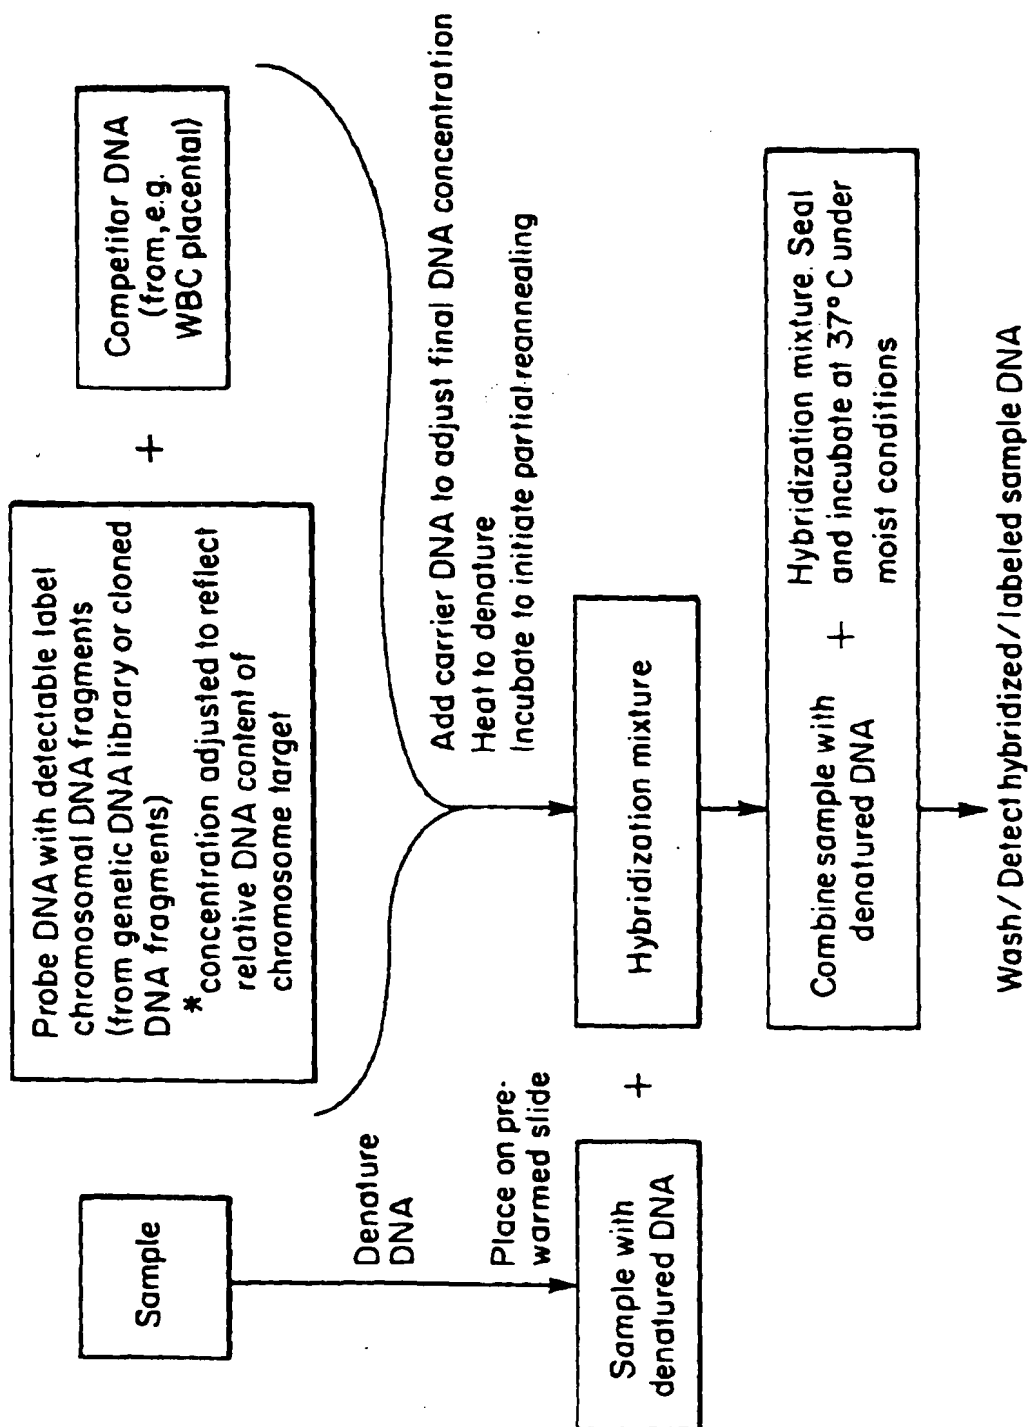 Sample
Probe DNA with detectable label
chromosomal DNA fragments
(from genetic DNA library or cloned
DNA fragments)
*concentration adjusted to reflect
relative DNA content of
chromosome target
+
Competitor DNA
(from, e.g.
WBC placental)
Denature
DNA
Place on pre-
warmed slide
Add carrier DNA to adjust final DNA concentration
Heat to denature
Incubate to initiate partial reannealing
Sample with
denatured DNA
+
Hybridization mixture
Combine sample with
denatured DNA
+
Hybridization mixture. Seal
and incubate at 37°C under
moist conditions
Wash/Detect hybridized/labeled sample DNA